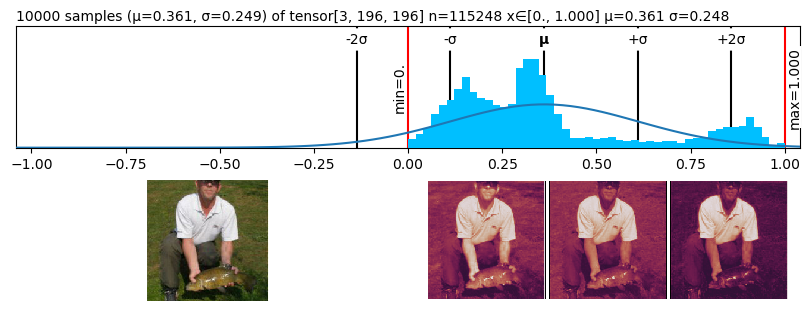 10000 samples (μ=0.361, σ=0.249) of tensor[3, 196, 196] n=115248 x∈[0., 1.000] μ=0.361 σ=0.248
-2σ -σ μ +σ +2σ
min=0.
max=1.000
−1.00 −0.75 −0.50 −0.25 0.00 0.25 0.50 0.75 1.00